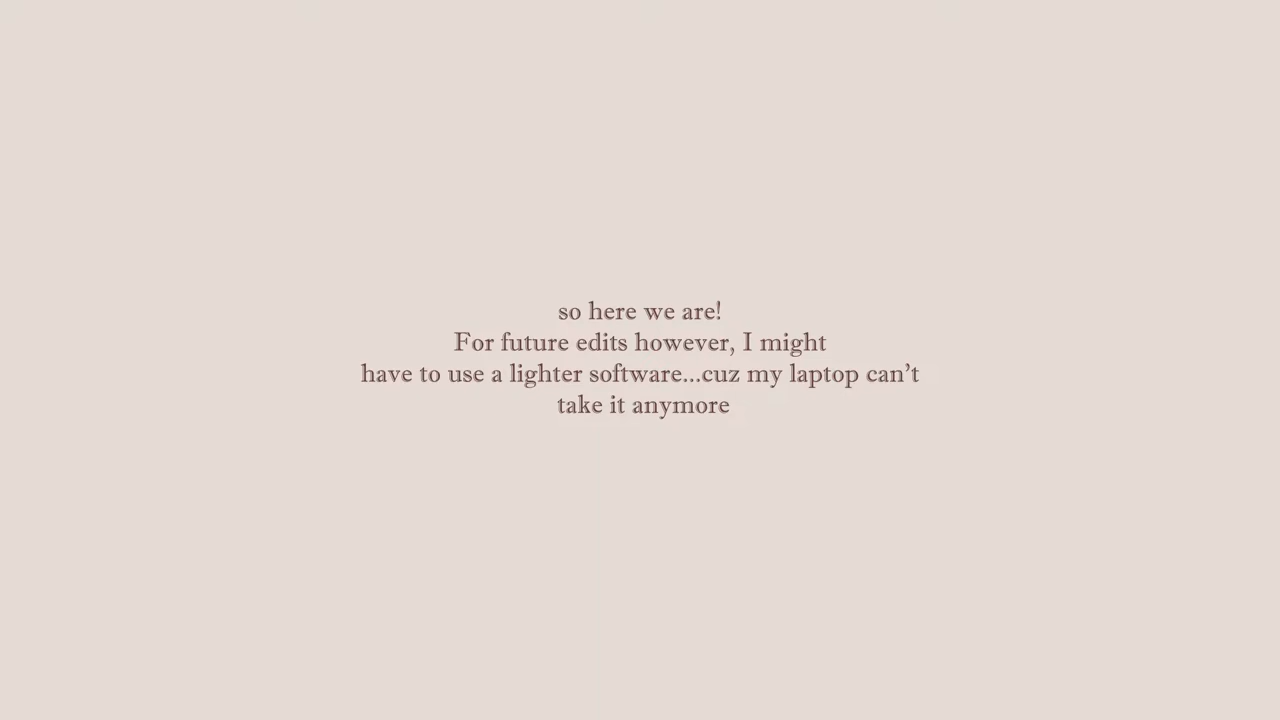 so here we are!
For future edits however, I might
have to use a lighter software...cuz my laptop can’t
take it anymore